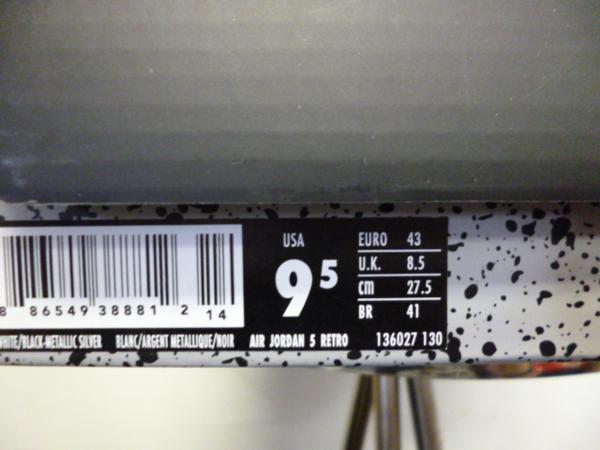 USA
9 5
EURO 43
U.K. 8.5
CM 27.5
BR 41
8 86549 38881 2 14
WHITE/BLACK-METALLIC SILVER BLANC/ARGENT METALLIQUE/NOIR AIR JORDAN 5 RETRO 136027 130